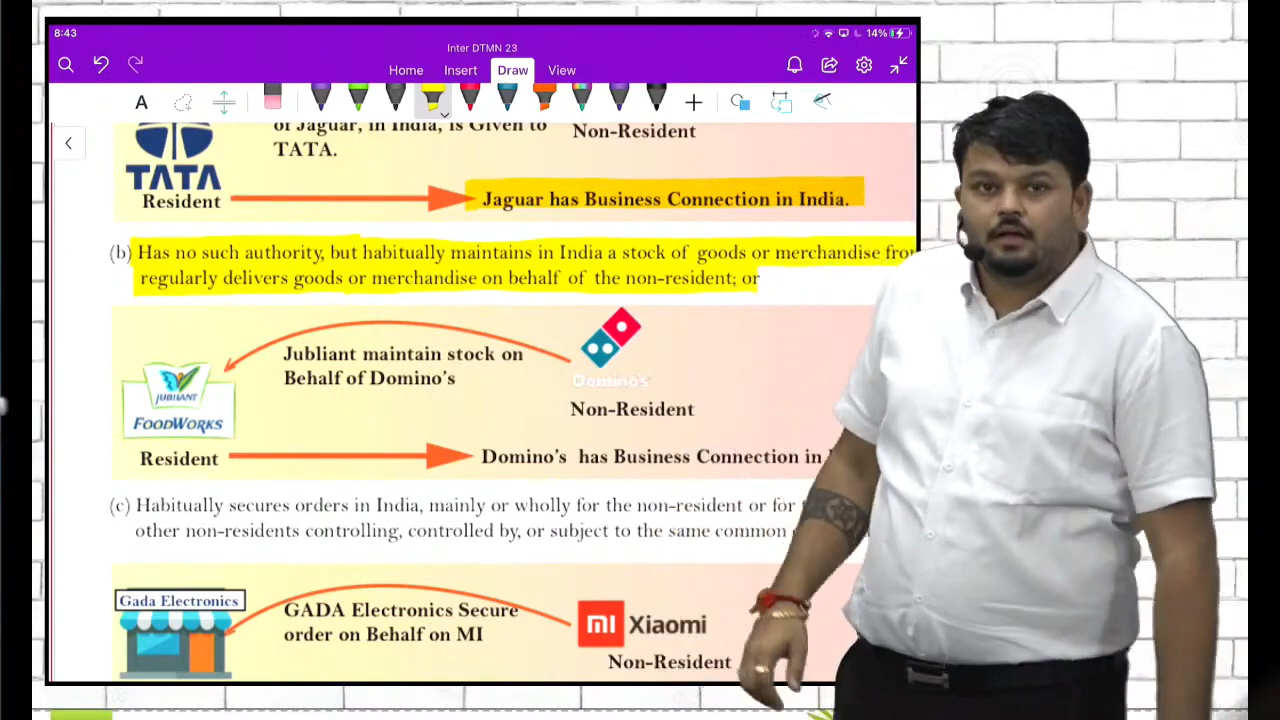 8:43
14%
Inter DTMN 23
Home Insert Draw View
A
of Jaguar, in India, is Given to
TATA.
Non-Resident
TATA
Resident
Jaguar has Business Connection in India.
(b) Has no such authority, but habitually maintains in India a stock of goods or merchandise
regularly delivers goods or merchandise on behalf of the non-resident; or
Jubliant maintain stock on
Behalf of Domino's
Domino's
Non-Resident
JUBILANT
FOODWORKS
Resident
Domino's has Business Connection in
(c) Habitually secures orders in India, mainly or wholly for the non-resident or for
other non-residents controlling, controlled by, or subject to the same common
Gada Electronics
GADA Electronics Secure
order on Behalf on MI
mi Xiaomi
Non-Resident